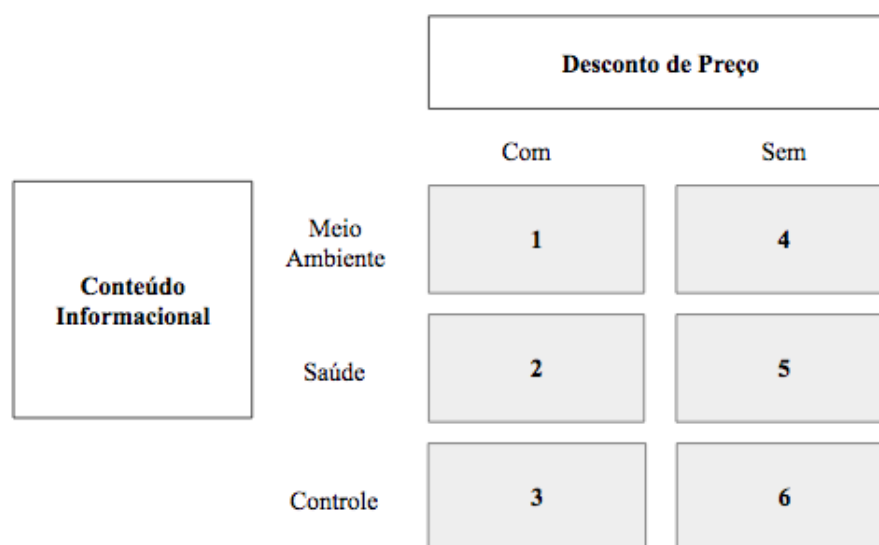 Desconto de Preço
Com
Sem
Meio
Ambiente
1
4
Conteúdo
Informacional
Saúde
2
5
Controle
3
6